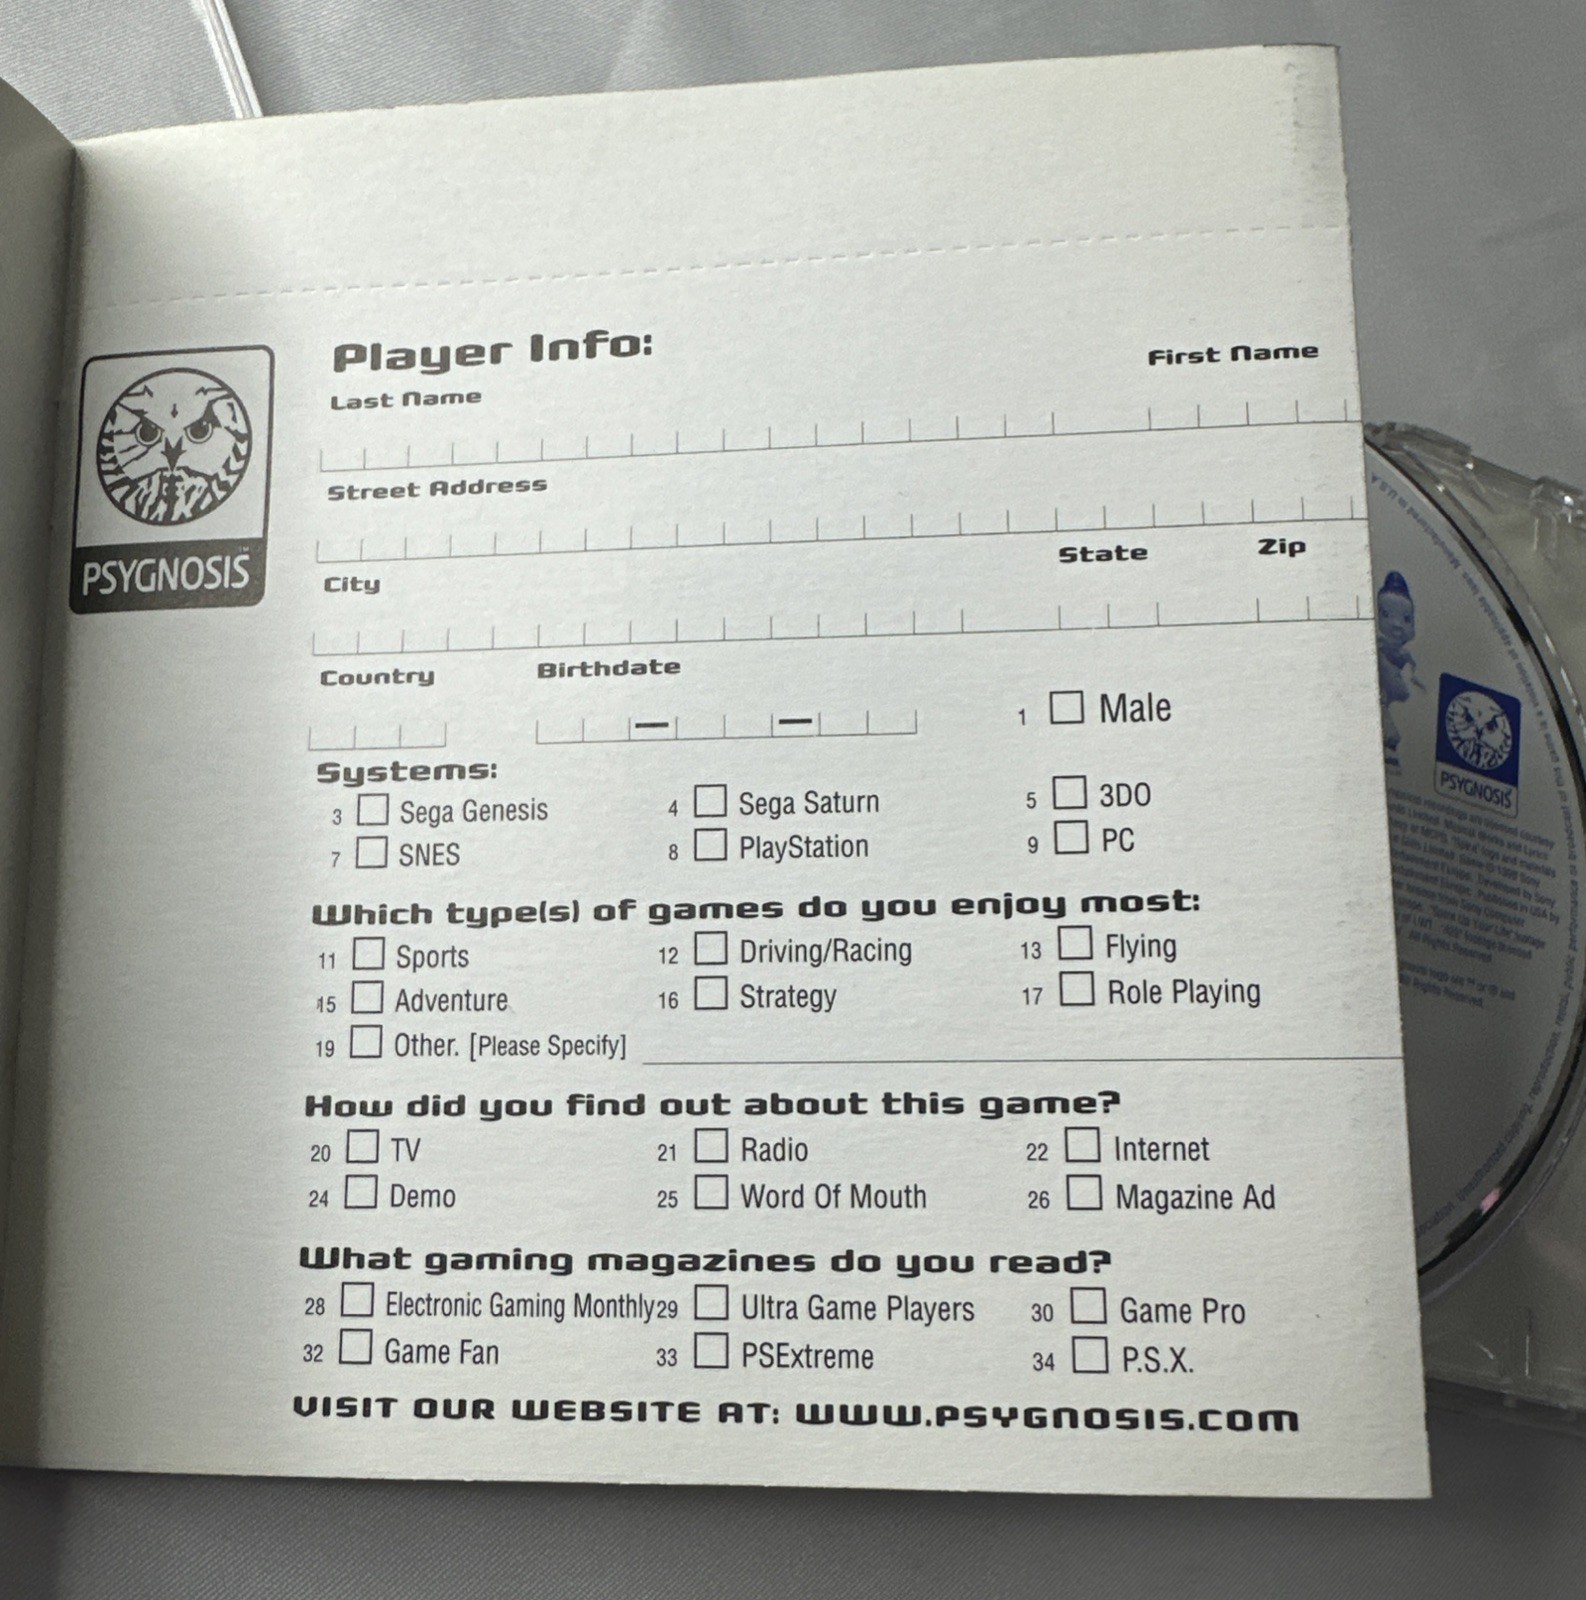 Player Info:
Last Name First Name
Street Address
City State Zip
Country Birthdate
1 Male
Systems:
3 Sega Genesis 4 Sega Saturn 5 3DO
7 SNES 8 PlayStation 9 PC
Which type(s) of games do you enjoy most:
11 Sports 12 Driving/Racing 13 Flying
15 Adventure 16 Strategy 17 Role Playing
19 Other. [Please Specify]
How did you find out about this game?
20 TV 21 Radio 22 Internet
24 Demo 25 Word Of Mouth 26 Magazine Ad
What gaming magazines do you read?
28 Electronic Gaming Monthly 29 Ultra Game Players 30 Game Pro
32 Game Fan 33 PSExtreme 34 P.S.X.
VISIT OUR WEBSITE AT: WWW.PSYGNOSIS.COM
PSYGNOSIS™
PSYGNOSIS
All Rights Reserved